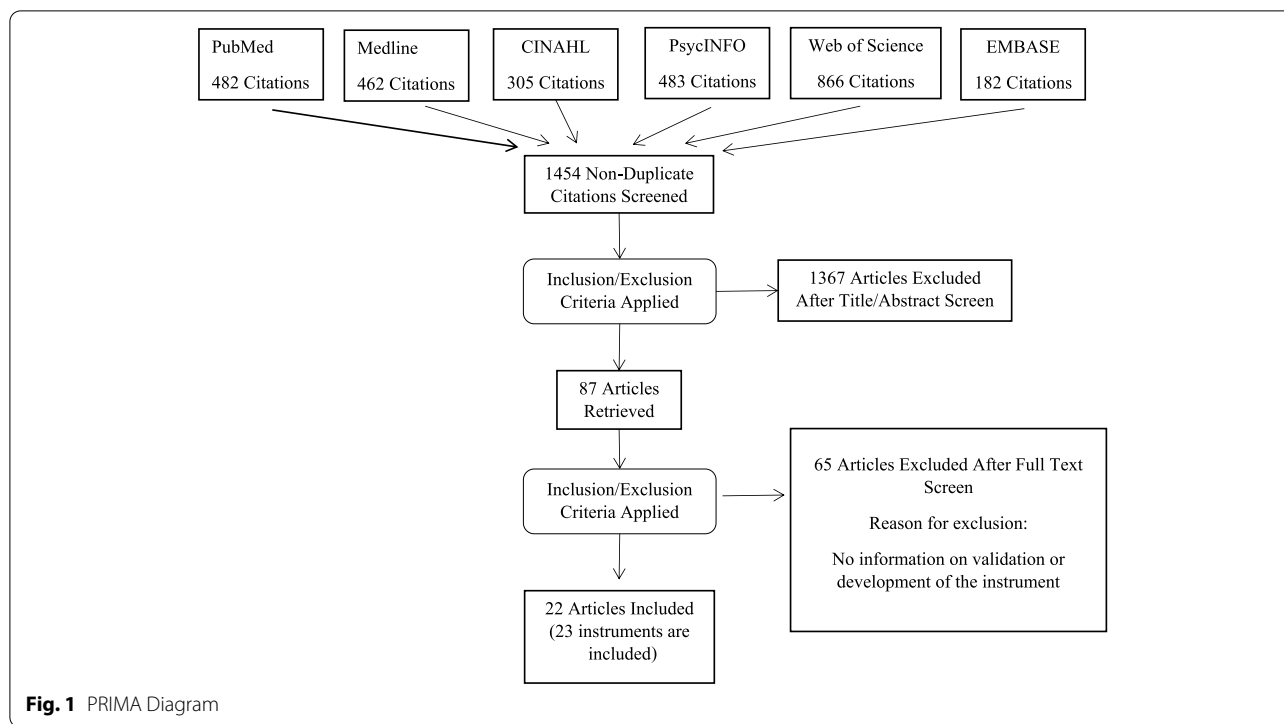 PubMed
482 Citations
Medline
462 Citations
CINAHL
305 Citations
PsycINFO
483 Citations
Web of Science
866 Citations
EMBASE
182 Citations
1454 Non-Duplicate
Citations Screened
Inclusion/Exclusion
Criteria Applied
1367 Articles Excluded
After Title/Abstract Screen
87 Articles
Retrieved
Inclusion/Exclusion
Criteria Applied
65 Articles Excluded After Full Text
Screen
Reason for exclusion:
No information on validation or
development of the instrument
22 Articles Included
(23 instruments are
included)
Fig. 1 PRIMA Diagram